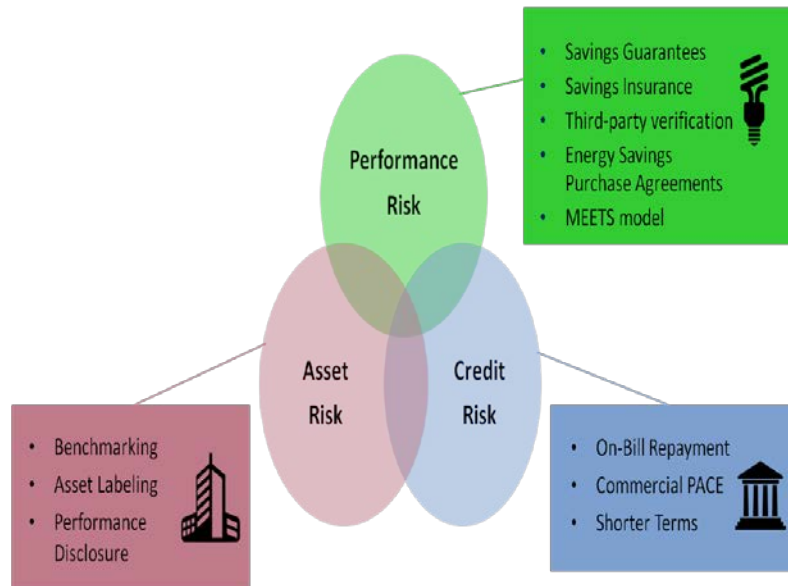 Savings Guarantees
Savings Insurance
Third-party verification
Energy Savings
Purchase Agreements
MEETS model
Performance
Risk
Asset
Risk
Credit
Risk
Benchmarking
Asset Labeling
Performance
Disclosure
On-Bill Repayment
Commercial PACE
Shorter Terms